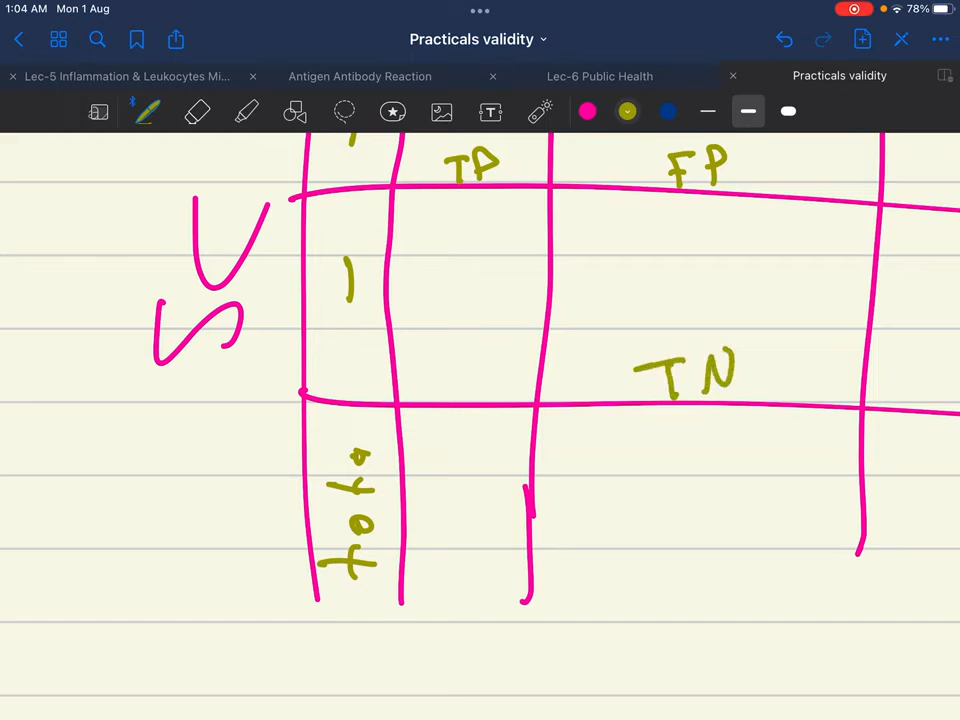 1:04 AM Mon 1 Aug
78%
Practicals validity
Lec-5 Inflammation & Leukocytes Mi...
Antigen Antibody Reaction
Lec-6 Public Health
Practicals validity
TP FP
TN
tota